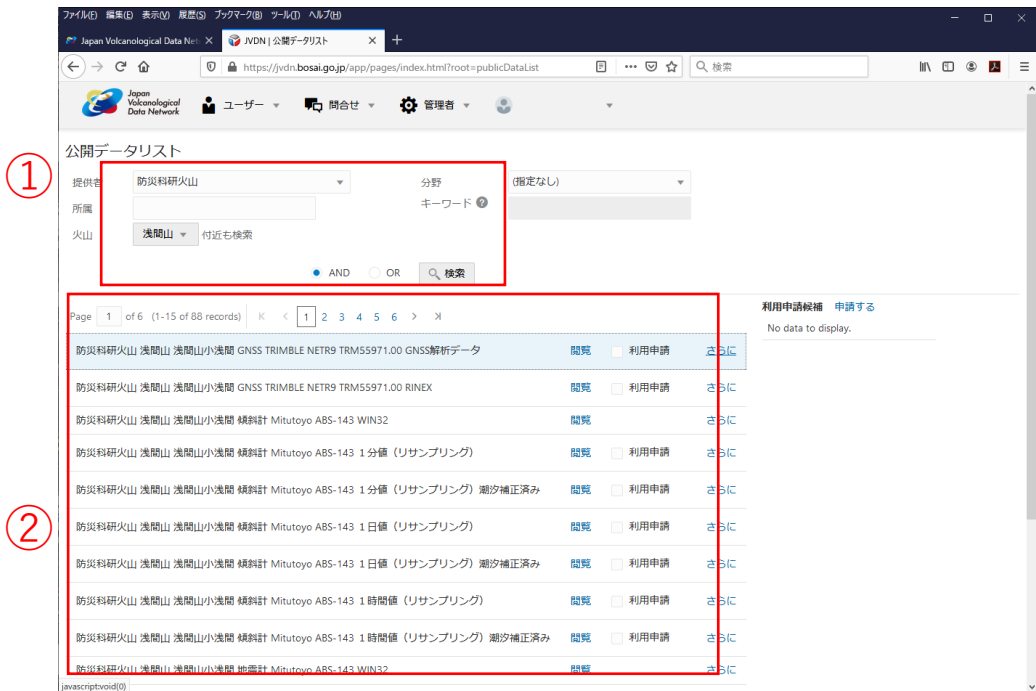 ファイル(F) 編集(E) 表示(V) 履歴(S) ブックマーク(B) ツール(T) ヘルプ(H)
Japan Volcanological Data Net
JVDN | 公開データリスト
https://jvdn.bosai.go.jp/app/pages/index.html?root=publicDataList
検索
Japan
Volcanological
Data Network
ユーザー 問合せ 管理者
公開データリスト
①
提供者 防災科研火山 分野 (指定なし)
所属 キーワード
火山 浅間山 付近も検索
AND OR 検索
Page 1 of 6 (1-15 of 88 records) K < 1 2 3 4 5 6 >
利用申請候補 申請する
No data to display.
防災科研火山 浅間山 浅間山小浅間 GNSS TRIMBLE NETR9 TRM55971.00 GNSS解析データ 閲覧 利用申請 さらに
防災科研火山 浅間山 浅間山小浅間 GNSS TRIMBLE NETR9 TRM55971.00 RINEX 閲覧 利用申請 さらに
防災科研火山 浅間山 浅間山小浅間 傾斜計 Mitutoyo ABS-143 WIN32 閲覧 さらに
防災科研火山 浅間山 浅間山小浅間 傾斜計 Mitutoyo ABS-143 1分値（リサンプリング） 閲覧 利用申請 さらに
防災科研火山 浅間山 浅間山小浅間 傾斜計 Mitutoyo ABS-143 1分値（リサンプリング）潮汐補正済み 閲覧 利用申請 さらに
②
防災科研火山 浅間山 浅間山小浅間 傾斜計 Mitutoyo ABS-143 1日値（リサンプリング） 閲覧 利用申請 さらに
防災科研火山 浅間山 浅間山小浅間 傾斜計 Mitutoyo ABS-143 1日値（リサンプリング）潮汐補正済み 閲覧 利用申請 さらに
防災科研火山 浅間山 浅間山小浅間 傾斜計 Mitutoyo ABS-143 1時間値（リサンプリング） 閲覧 利用申請 さらに
防災科研火山 浅間山 浅間山小浅間 傾斜計 Mitutoyo ABS-143 1時間値（リサンプリング）潮汐補正済み 閲覧 利用申請 さらに
防災科研火山 浅間山 浅間山小浅間 地震計 Mitutoyo ABS-143 WIN32 閲覧 さらに
javascript:void(0)